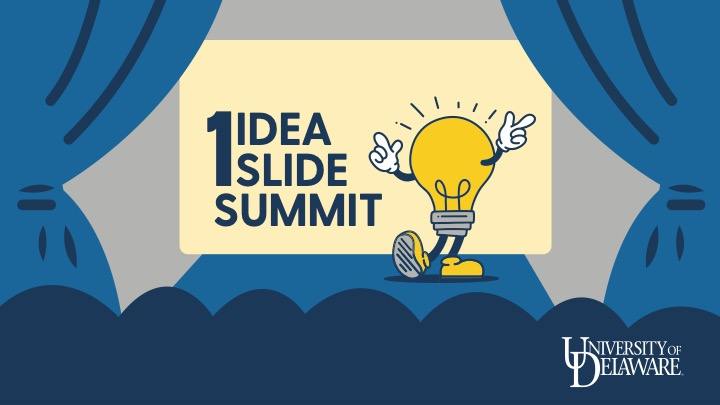 1 IDEA
SLIDE
SUMMIT
UNIVERSITY OF
DELAWARE